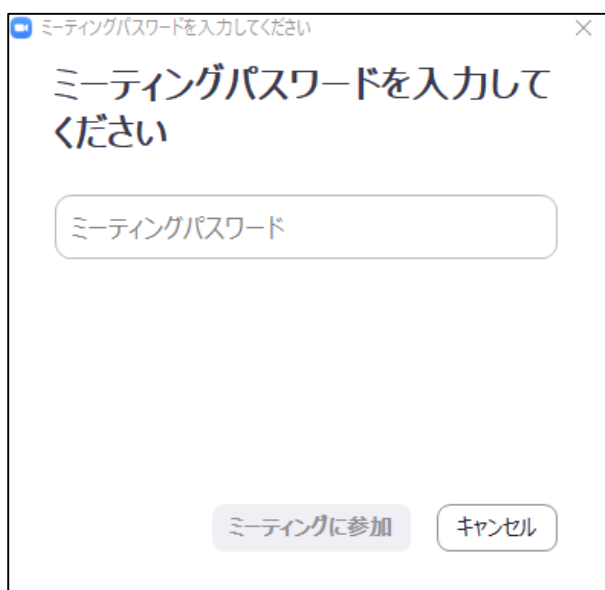 ミーティングパスワードを入力してください
ミーティングパスワードを入力して
ください
ミーティングパスワード
ミーティングに参加
キャンセル